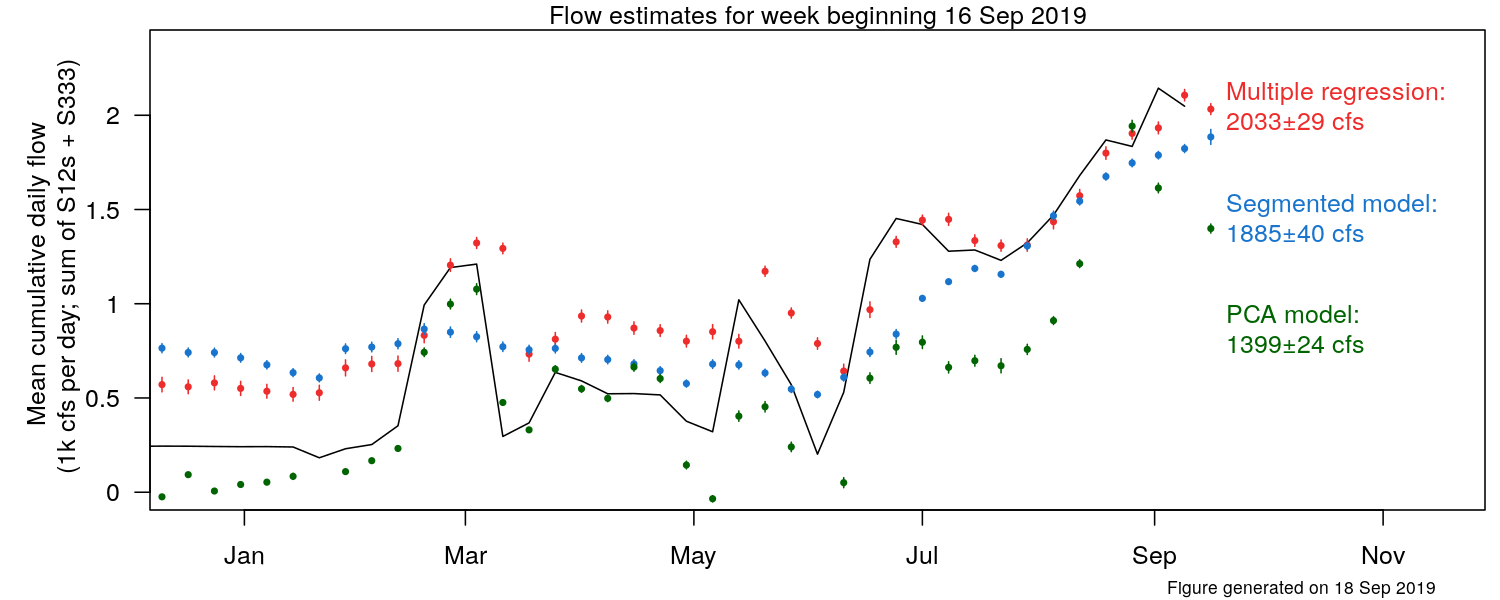 Flow estimates for week beginning 16 Sep 2019
Mean cumulative daily flow
(1k cfs per day; sum of S12s + S333)
2
1.5
1
0.5
0
Multiple regression:
2033±29 cfs
Segmented model:
1885±40 cfs
PCA model:
1399±24 cfs
Jan
Mar
May
Jul
Sep
Nov
Figure generated on 18 Sep 2019